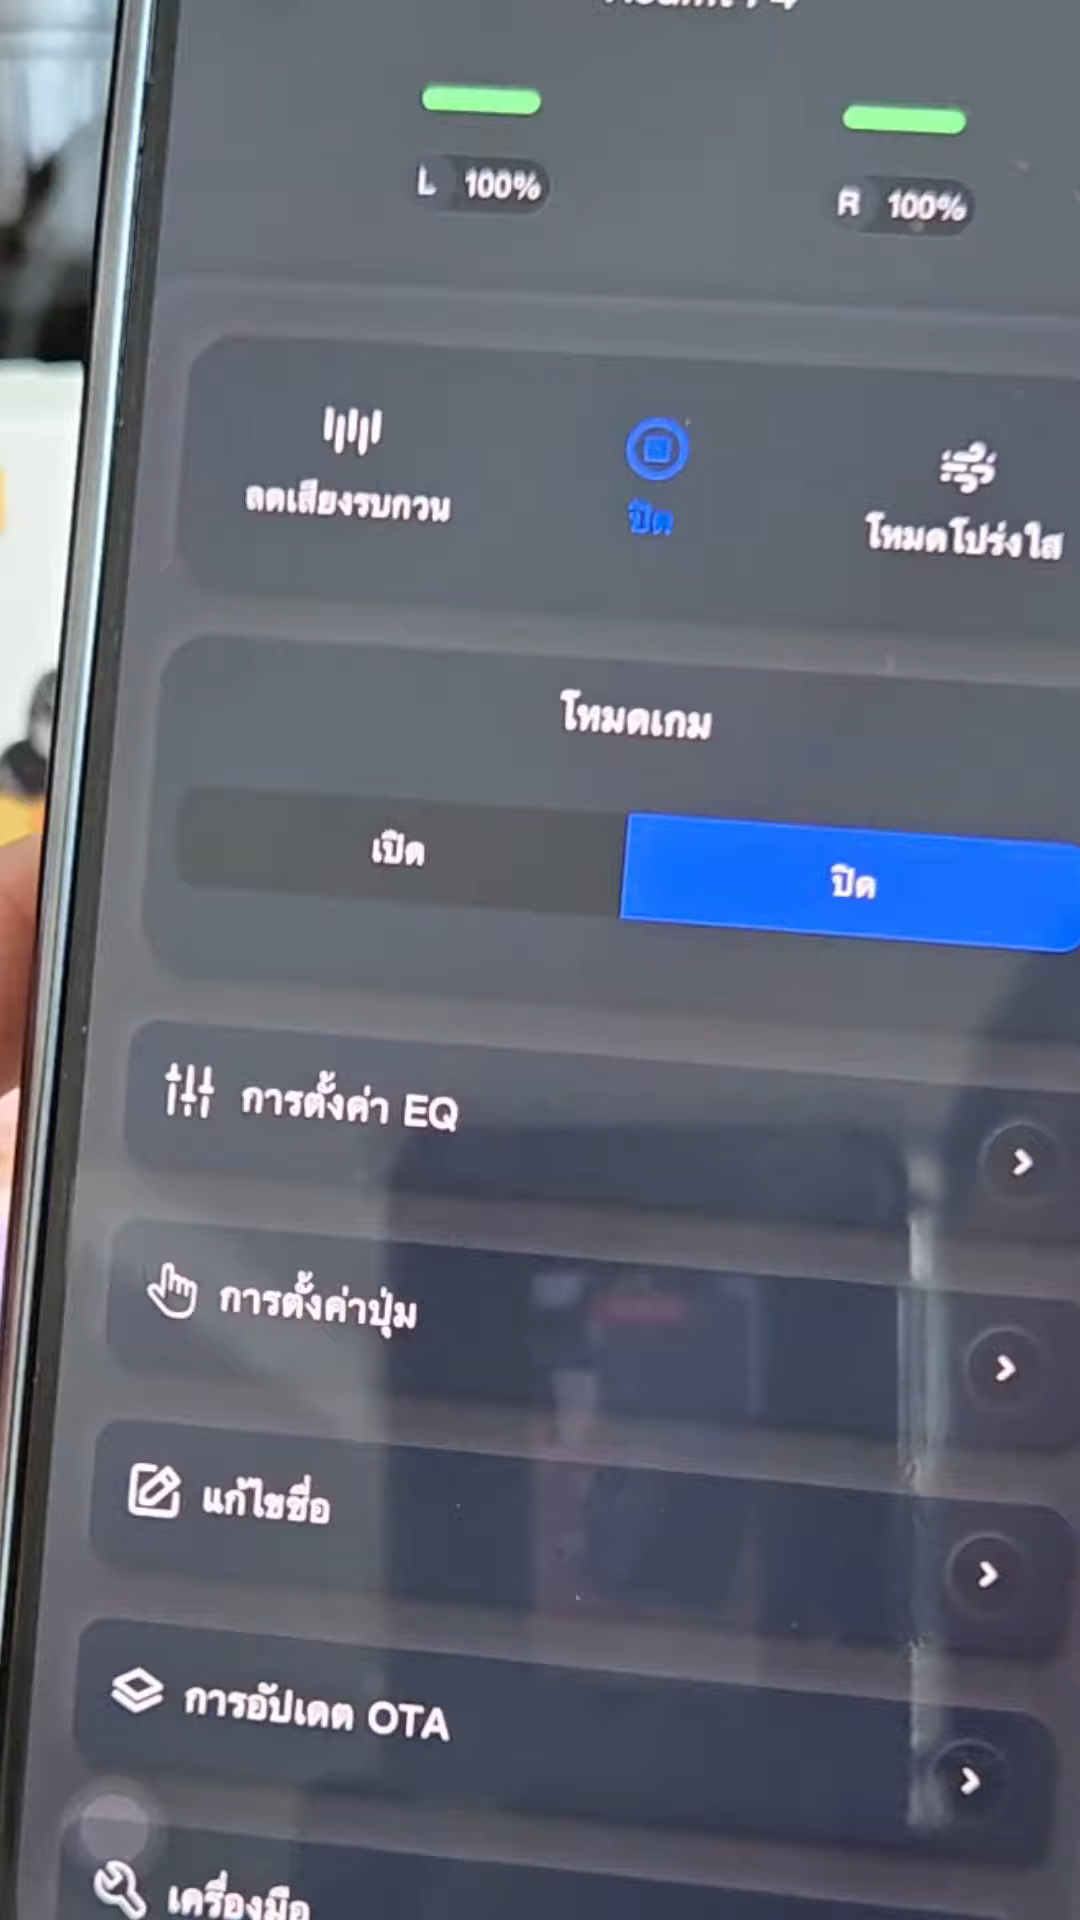 L 100%
R 100%
ลดเสียงรบกวน
ปิด
โหมดโปร่งใส
โหมดเกม
เปิด
ปิด
การตั้งค่า EQ
การตั้งค่าปุ่ม
แก้ไขชื่อ
การอัปเดต OTA
เครื่องมือ